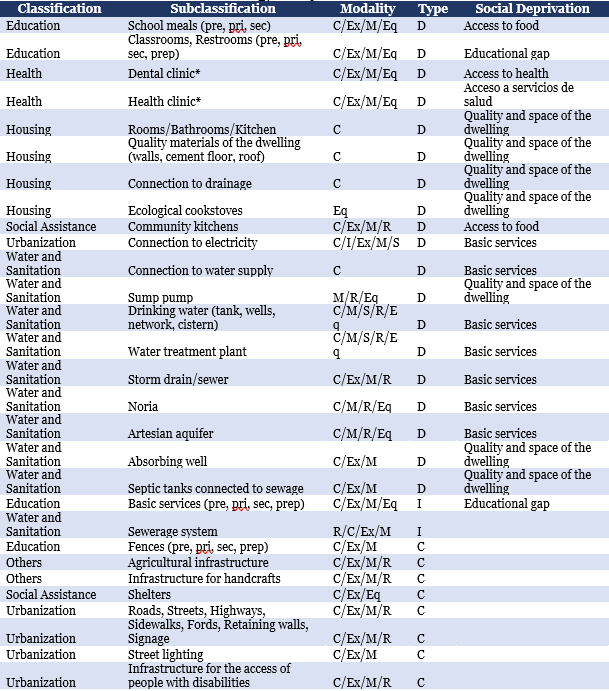 Classification Subclassification Modality Type Social Deprivation
Education School meals (pre, pri, sec) C/Ex/M/Eq D Access to food
Classrooms, Restrooms (pre, pri,
Education sec, prep) C/Ex/M/Eq D Educational gap
Health Dental clinic* C/Ex/M/Eq D Access to health
Acceso a servicios de
Health Health clinic* C/Ex/M/Eq D salud
Quality and space of the
Housing Rooms/Bathrooms/Kitchen C D dwelling
Quality materials of the dwelling Quality and space of the
Housing (walls, cement floor, roof) C D dwelling
Quality and space of the
Housing Connection to drainage C D dwelling
Quality and space of the
Housing Ecological cookstoves Eq D dwelling
Social Assistance Community kitchens C/Ex/M/R D Access to food
Urbanization Connection to electricity C/I/Ex/M/S D Basic services
Water and
Sanitation Connection to water supply C D Basic services
Water and Quality and space of the
Sanitation Sump pump M/R/Eq D dwelling
Water and Drinking water (tank, wells, C/M/S/R/E
Sanitation network, cistern) q D Basic services
Water and C/M/S/R/E
Sanitation Water treatment plant q D Basic services
Water and
Sanitation Storm drain/sewer C/Ex/M/R D Basic services
Water and
Sanitation Noria C/M/R/Eq D Basic services
Water and
Sanitation Artesian aquifer C/M/R/Eq D Basic services
Water and Quality and space of the
Sanitation Absorbing well C/Ex/M D dwelling
Water and Quality and space of the
Sanitation Septic tanks connected to sewage C/Ex/M D dwelling
Education Basic services (pre, pri, sec, prep) C/Ex/M/Eq I Educational gap
Water and
Sanitation Sewerage system R/C/Ex/M I
Education Fences (pre, pri, sec, prep) C/Ex/M C
Others Agricultural infrastructure C/Ex/M/R C
Others Infrastructure for handcrafts C/Ex/M/R C
Social Assistance Shelters C/Ex/Eq C
Urbanization Roads, Streets, Highways, C/Ex/M/R C
Sidewalks, Fords, Retaining walls,
Urbanization Signage C/Ex/M/R C
Urbanization Street lighting C/Ex/M C
Infrastructure for the access of
Urbanization people with disabilities C/Ex/M/R C